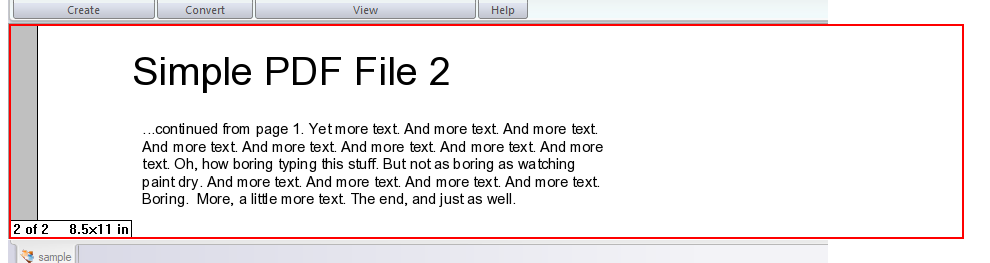 Create Convert View Help
Simple PDF File 2
...continued from page 1. Yet more text. And more text. And more text.
And more text. And more text. And more text. And more text. And more
text. Oh, how boring typing this stuff. But not as boring as watching
paint dry. And more text. And more text. And more text. And more text.
Boring.  More, a little more text. The end, and just as well.
2 of 2 8.5x11 in
sample